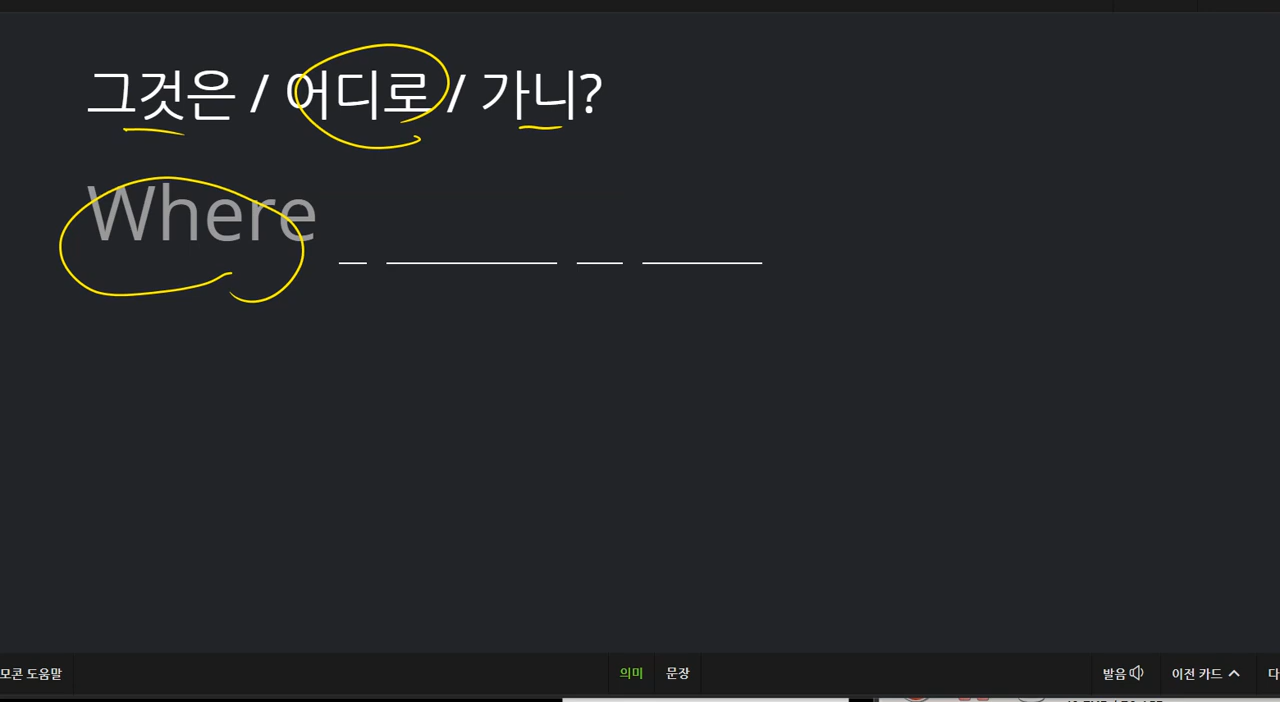 그것은 / 어디로 / 가니?
Where
모콘 도움말
의미
문장
발음
이전 카드
다